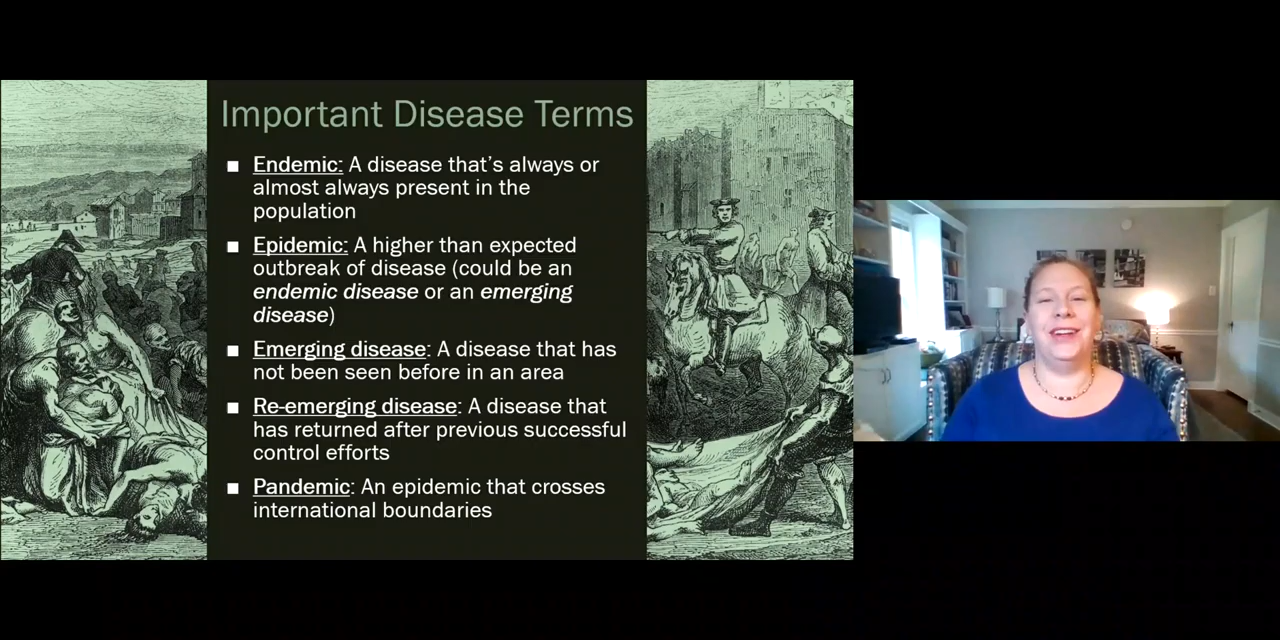 Important Disease Terms
■ Endemic: A disease that's always or
almost always present in the
population
■ Epidemic: A higher than expected
outbreak of disease (could be an
endemic disease or an emerging
disease)
■ Emerging disease: A disease that has
not been seen before in an area
■ Re-emerging disease: A disease that
has returned after previous successful
control efforts
■ Pandemic: An epidemic that crosses
international boundaries